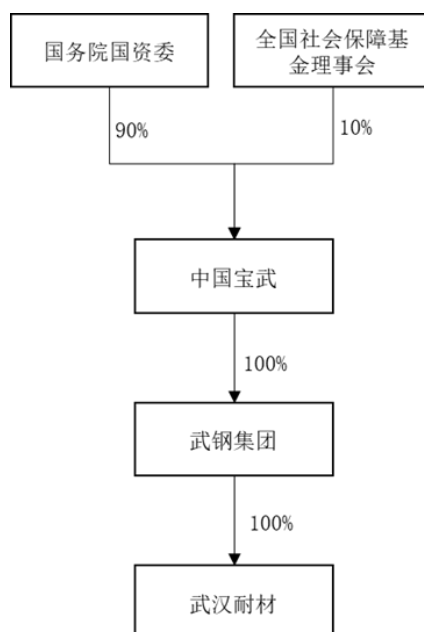 国务院国资委
全国社会保障基
金理事会
90%
10%
中国宝武
100%
武钢集团
100%
武汉耐材